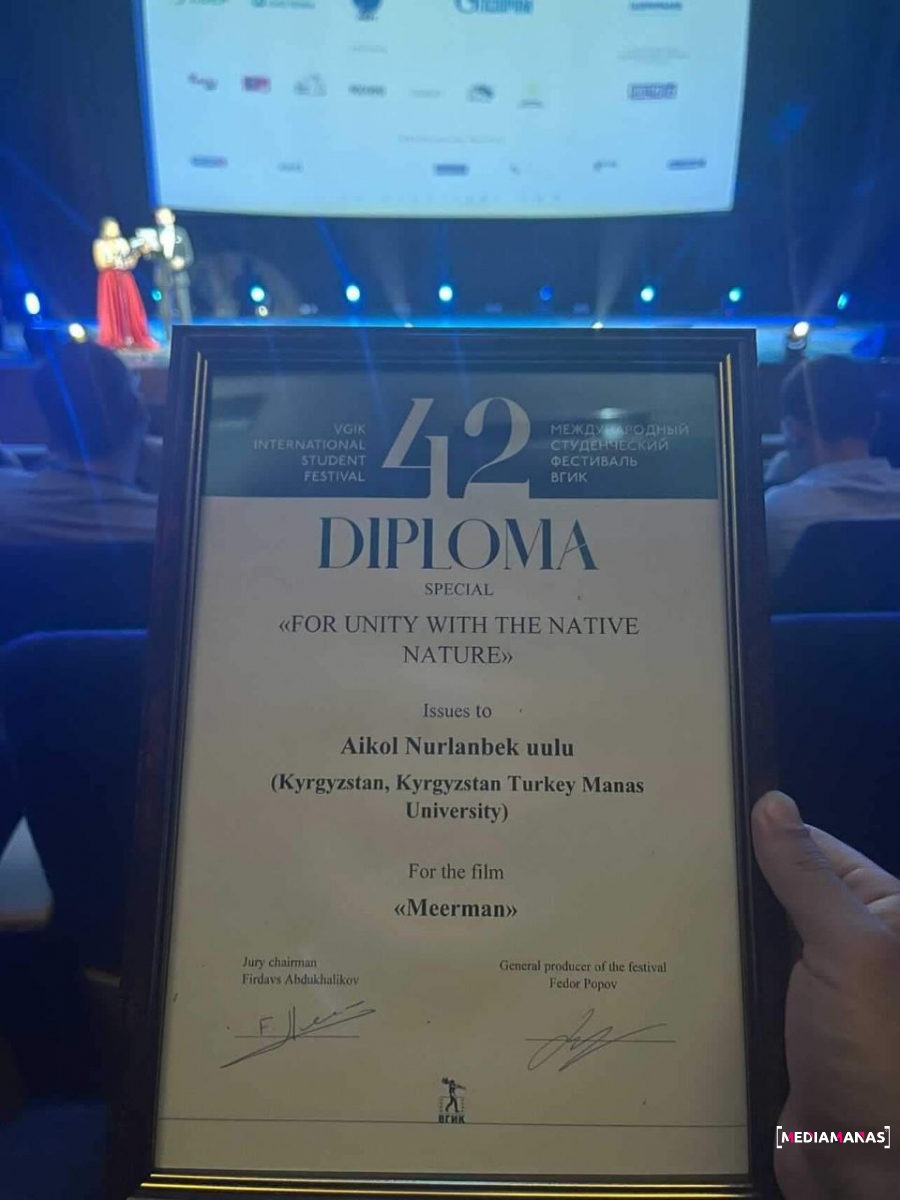 VGIK
INTERNATIONAL
STUDENT
FESTIVAL
42
МЕЖДУНАРОДНЫЙ
СТУДЕНЧЕСКИЙ
ФЕСТИВАЛЬ
ВГИК
DIPLOMA
SPECIAL
«FOR UNITY WITH THE NATIVE
NATURE»
Issues to
Aikol Nurlanbek uulu
(Kyrgyzstan, Kyrgyzstan Turkey Manas
University)
For the film
«Meerman»
Jury chairman
Firdavs Abdukhalikov
General producer of the festival
Fedor Popov
ВГИК
[MEDIAMANAS]